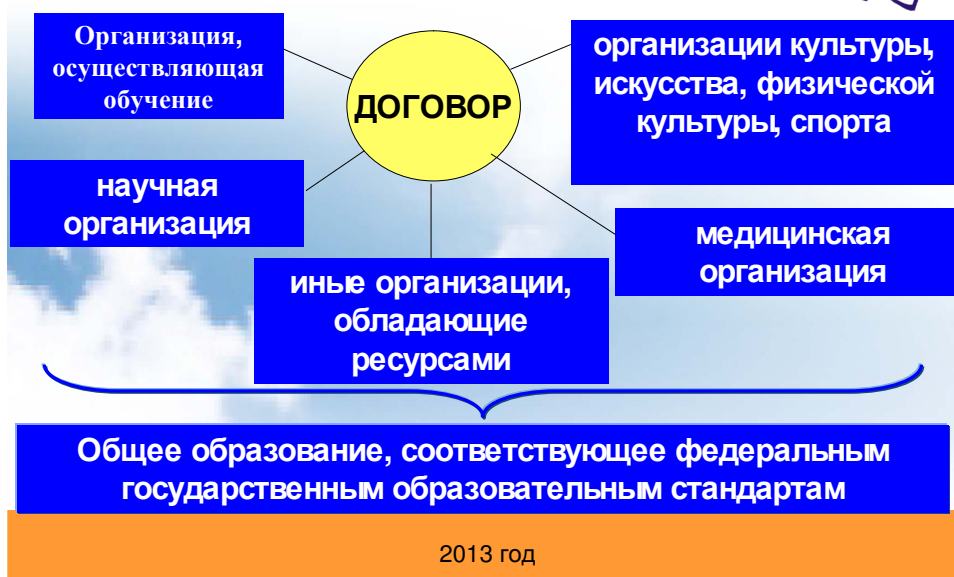 Организация,
осуществляющая
обучение
ДОГОВОР
организации культуры,
искусства, физической
культуры, спорта
научная
организация
медицинская
организация
иные организации,
обладающие
ресурсами
Общее образование, соответствующее федеральным
государственным образовательным стандартам
2013 год